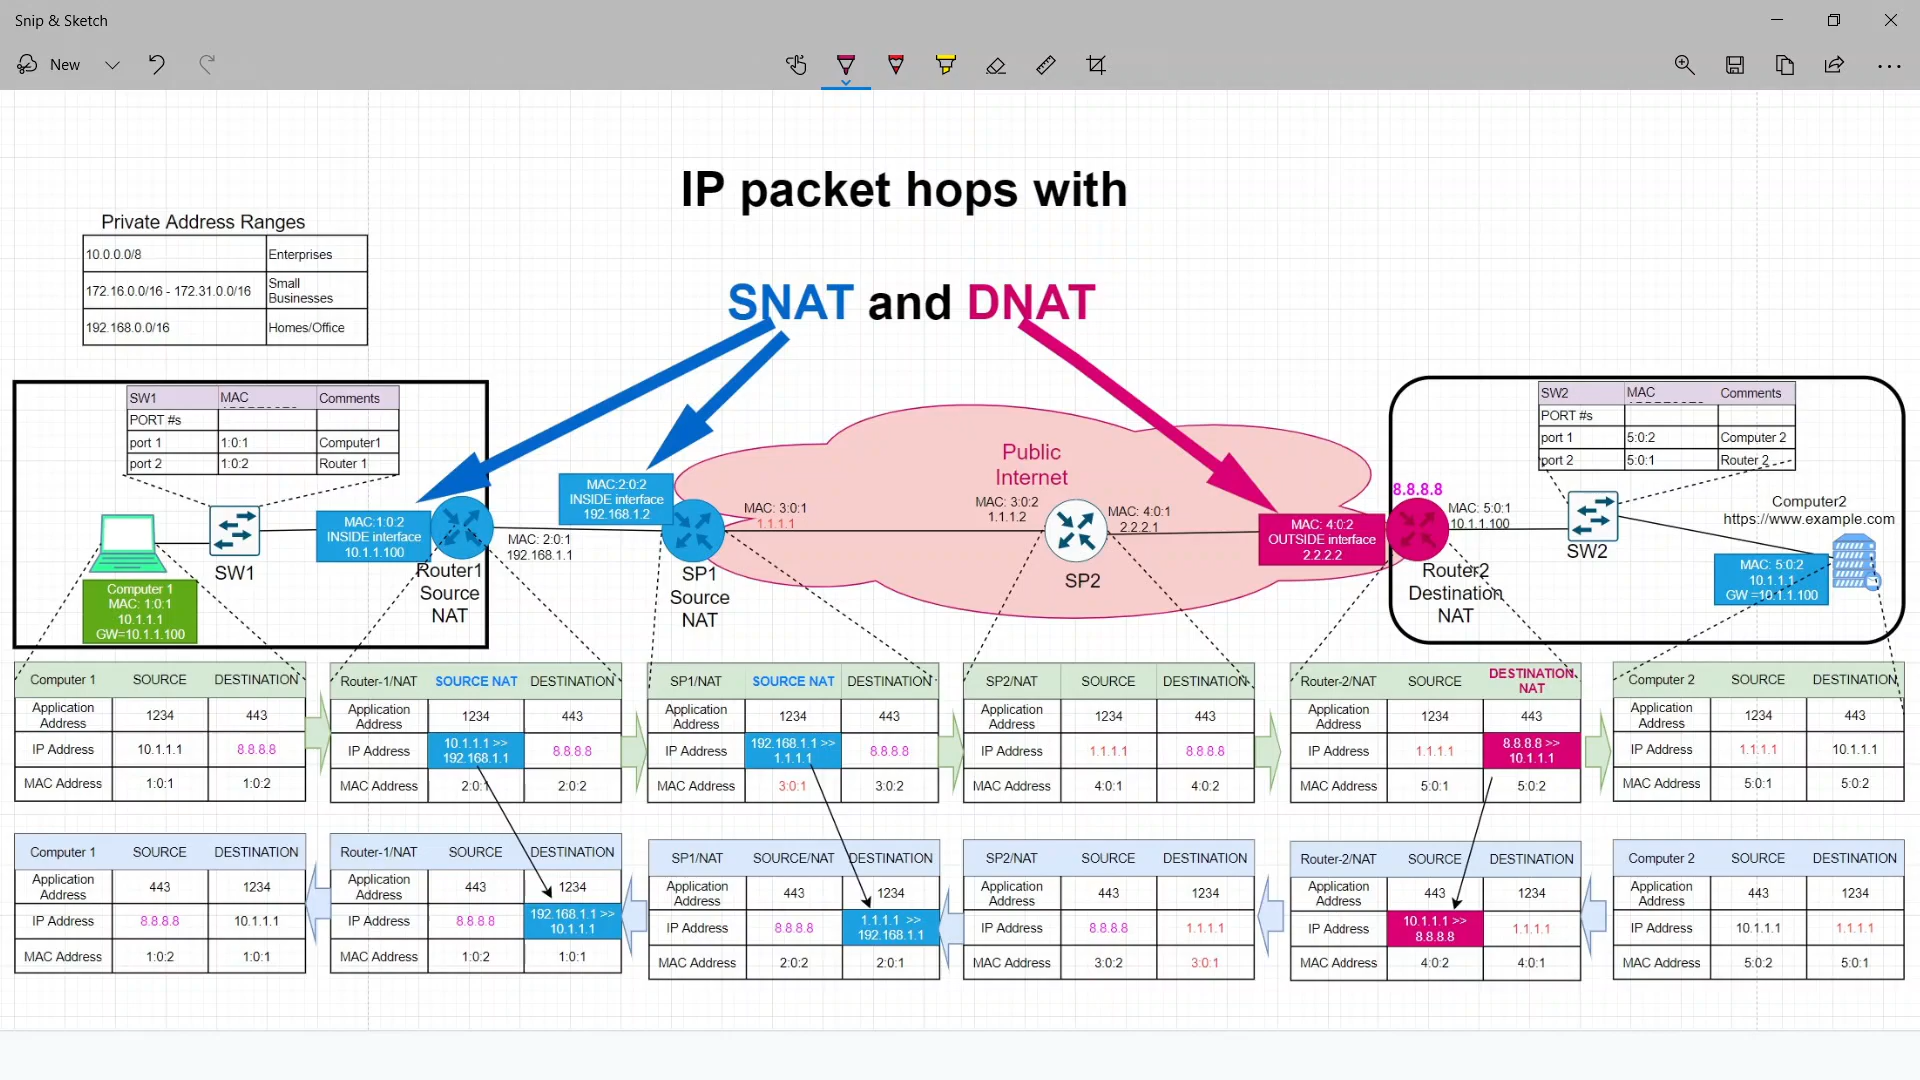 Snip & Sketch
New
IP packet hops with
SNAT and DNAT
Private Address Ranges
10.0.0.0/8 Enterprises
172.16.0.0/16 - 172.31.0.0/16 Small Businesses
192.168.0.0/16 Homes/Office
SW1 MAC Comments
PORT #s
port 1 1:0:1 Computer1
port 2 1:0:2 Router 1
SW2 MAC Comments
PORT #s
port 1 5:0:2 Computer 2
port 2 5:0:1 Router 2
Computer 1
MAC: 1:0:1
10.1.1.1
GW=10.1.1.100
SW1
MAC:1:0:2
INSIDE interface
10.1.1.100
Router1
Source
NAT
MAC: 2:0:1
192.168.1.1
MAC:2:0:2
INSIDE interface
192.168.1.2
SP1
Source
NAT
MAC: 3:0:1
1.1.1.1
Public
Internet
MAC: 3:0:2
1.1.1.2
SP2
MAC: 4:0:1
2.2.2.1
MAC: 4:0:2
OUTSIDE interface
2.2.2.2
8.8.8.8
Router2
Destination
NAT
MAC: 5:0:1
10.1.1.100
SW2
Computer2
https://www.example.com
MAC: 5:0:2
10.1.1.1
GW =10.1.1.100
Computer 1 SOURCE DESTINATION
Application Address 1234 443
IP Address 10.1.1.1 8.8.8.8
MAC Address 1:0:1 1:0:2
Router-1/NAT SOURCE NAT DESTINATION
Application Address 1234 443
IP Address 10.1.1.1 >> 192.168.1.1 8.8.8.8
MAC Address 2:0:1 2:0:2
SP1/NAT SOURCE NAT DESTINATION
Application Address 1234 443
IP Address 192.168.1.1 >> 1.1.1.1 8.8.8.8
MAC Address 3:0:1 3:0:2
SP2/NAT SOURCE DESTINATION
Application Address 1234 443
IP Address 1.1.1.1 8.8.8.8
MAC Address 4:0:1 4:0:2
Router-2/NAT SOURCE DESTINATION NAT
Application Address 1234 443
IP Address 1.1.1.1 8.8.8.8 >> 10.1.1.1
MAC Address 5:0:1 5:0:2
Computer 2 SOURCE DESTINATION
Application Address 1234 443
IP Address 1.1.1.1 10.1.1.1
MAC Address 5:0:1 5:0:2
Computer 1 SOURCE DESTINATION
Application Address 443 1234
IP Address 8.8.8.8 10.1.1.1
MAC Address 1:0:2 1:0:1
Router-1/NAT SOURCE DESTINATION
Application Address 443 1234
IP Address 8.8.8.8 192.168.1.1 >> 10.1.1.1
MAC Address 1:0:2 1:0:1
SP1/NAT SOURCE/NAT DESTINATION
Application Address 443 1234
IP Address 8.8.8.8 1.1.1.1 >> 192.168.1.1
MAC Address 2:0:2 2:0:1
SP2/NAT SOURCE DESTINATION
Application Address 443 1234
IP Address 8.8.8.8 1.1.1.1
MAC Address 3:0:2 3:0:1
Router-2/NAT SOURCE DESTINATION
Application Address 443 1234
IP Address 10.1.1.1 >> 8.8.8.8 1.1.1.1
MAC Address 4:0:2 4:0:1
Computer 2 SOURCE DESTINATION
Application Address 443 1234
IP Address 10.1.1.1 1.1.1.1
MAC Address 5:0:2 5:0:1